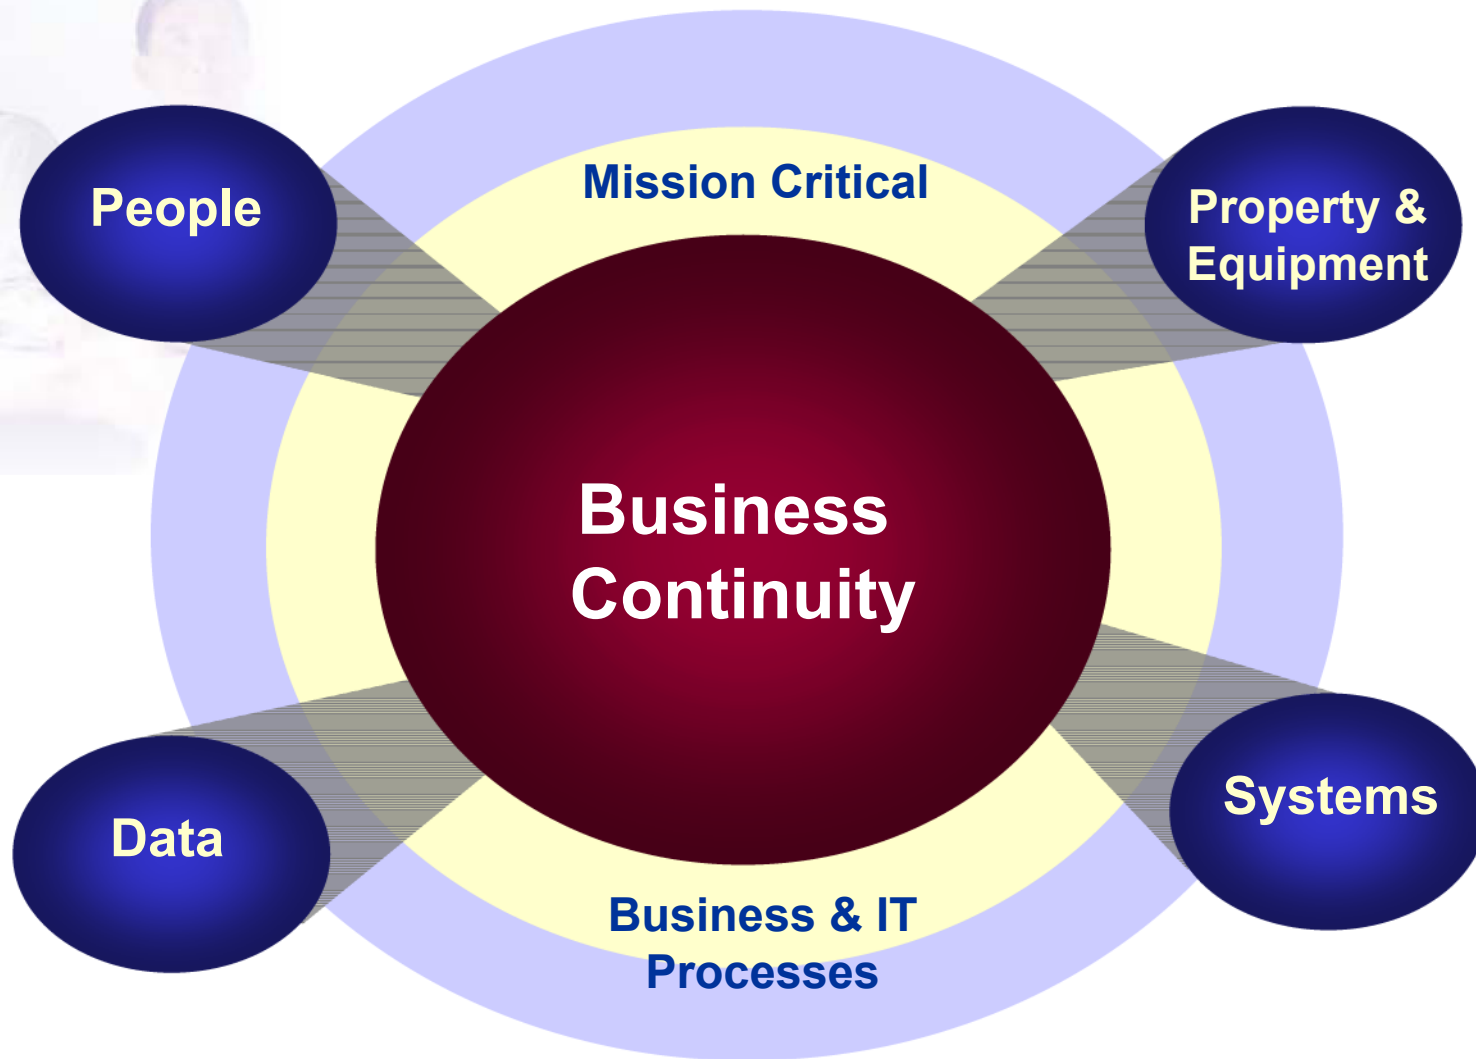 Mission Critical
People
Property &
Equipment
Business
Continuity
Data
Systems
Business & IT
Processes